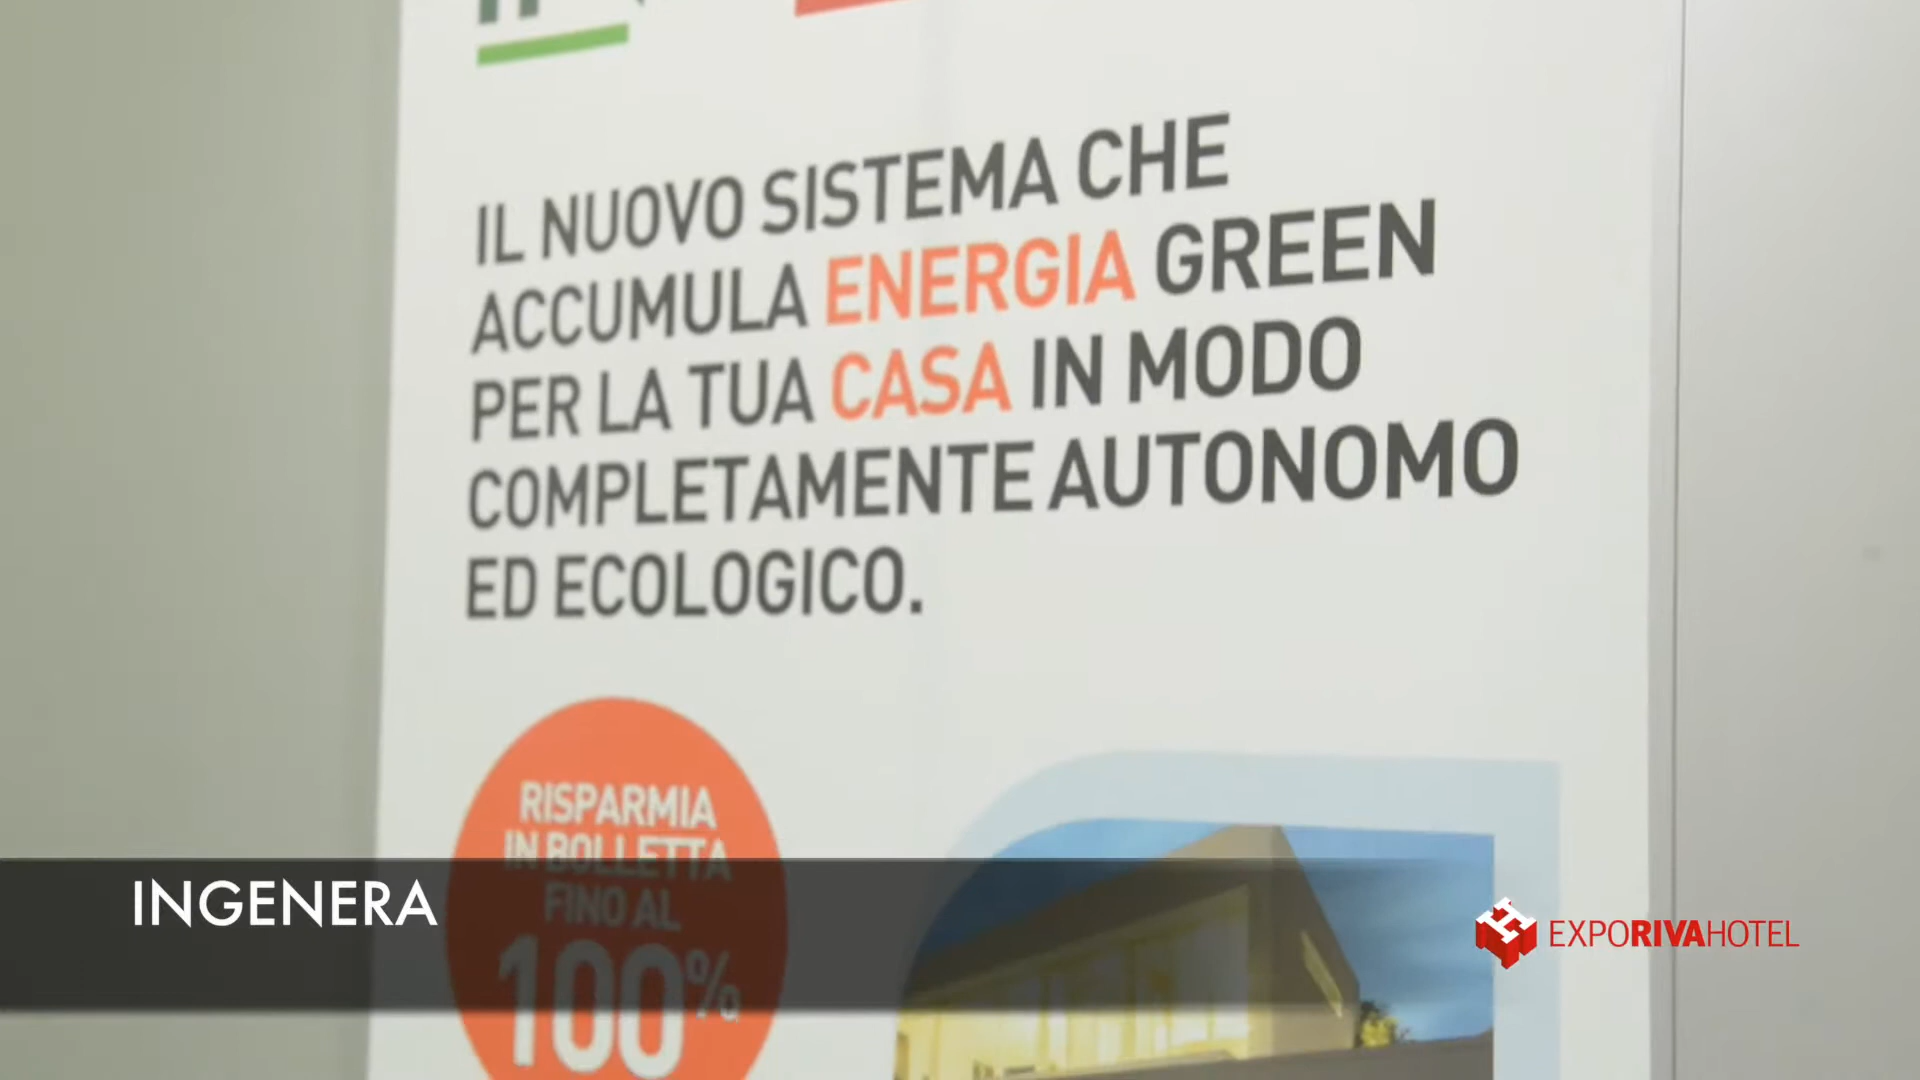 IL NUOVO SISTEMA CHE
ACCUMULA ENERGIA GREEN
PER LA TUA CASA IN MODO
COMPLETAMENTE AUTONOMO
ED ECOLOGICO.
RISPARMIA
IN BOLLETTA
FINO AL
100%
INGENERA
EXPORIVAHOTEL